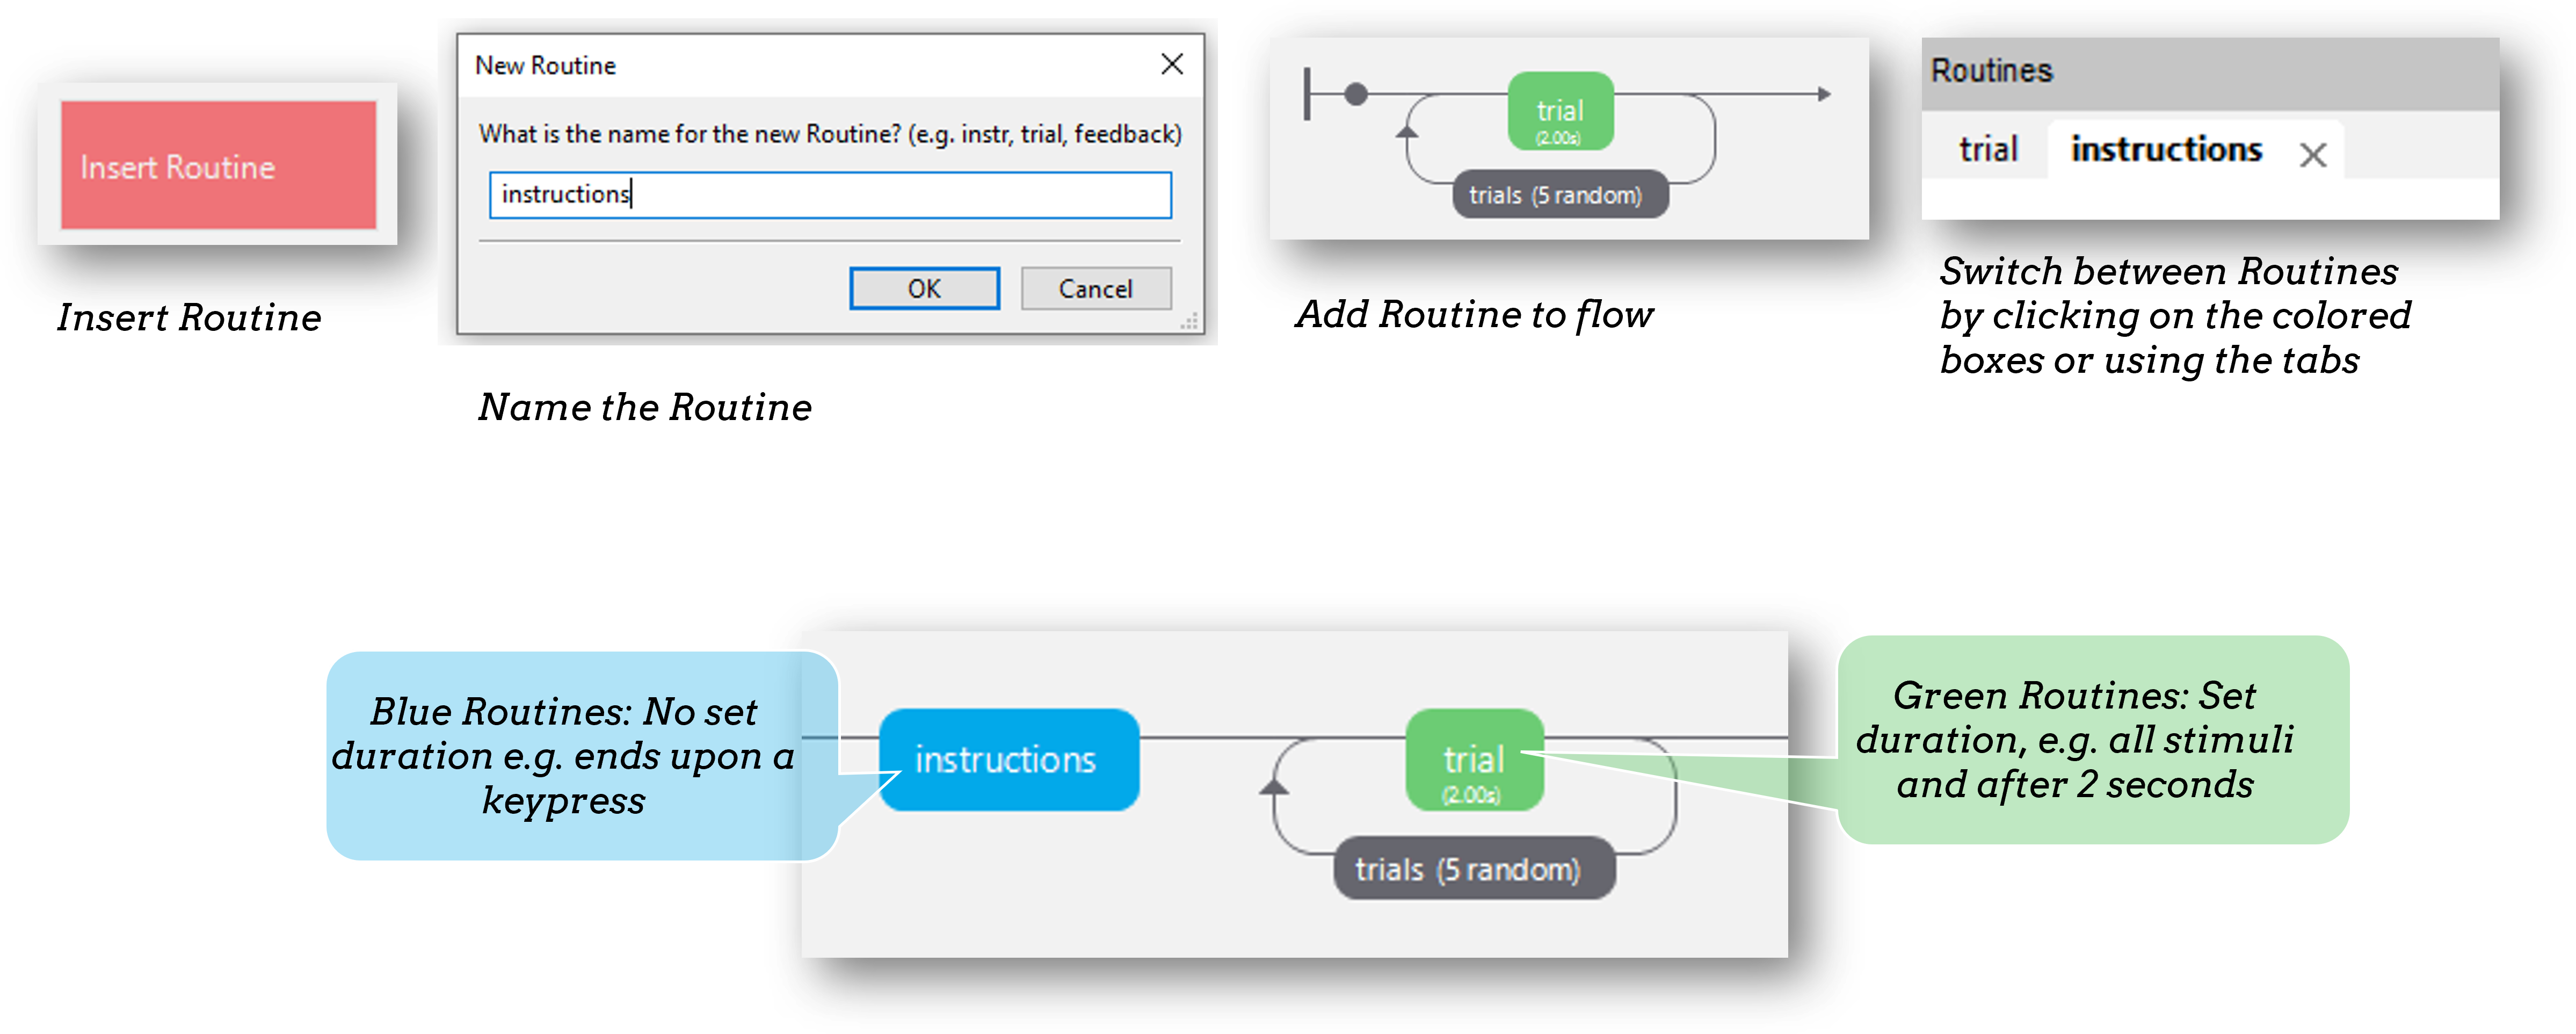 Insert Routine
Insert Routine
New Routine
What is the name for the new Routine? (e.g. instr, trial, feedback)
instructions
OK Cancel
Name the Routine
trial
(2.00s)
trials (5 random)
Add Routine to flow
Routines
trial instructions
Switch between Routines
by clicking on the colored
boxes or using the tabs
Blue Routines: No set
duration e.g. ends upon a
keypress
instructions
trial
(2.00s)
trials (5 random)
Green Routines: Set
duration, e.g. all stimuli
and after 2 seconds